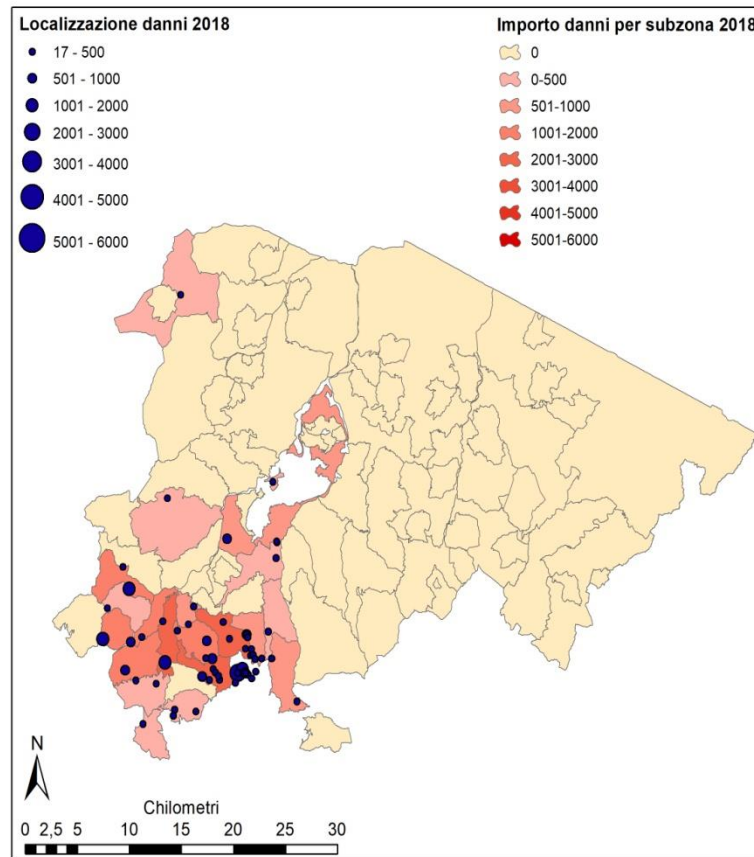 Localizzazione danni 2018
17 - 500
501 - 1000
1001 - 2000
2001 - 3000
3001 - 4000
4001 - 5000
5001 - 6000
Importo danni per subzona 2018
0
0-500
501-1000
1001-2000
2001-3000
3001-4000
4001-5000
5001-6000
N
Chilometri
0 2,5 5 10 15 20 25 30